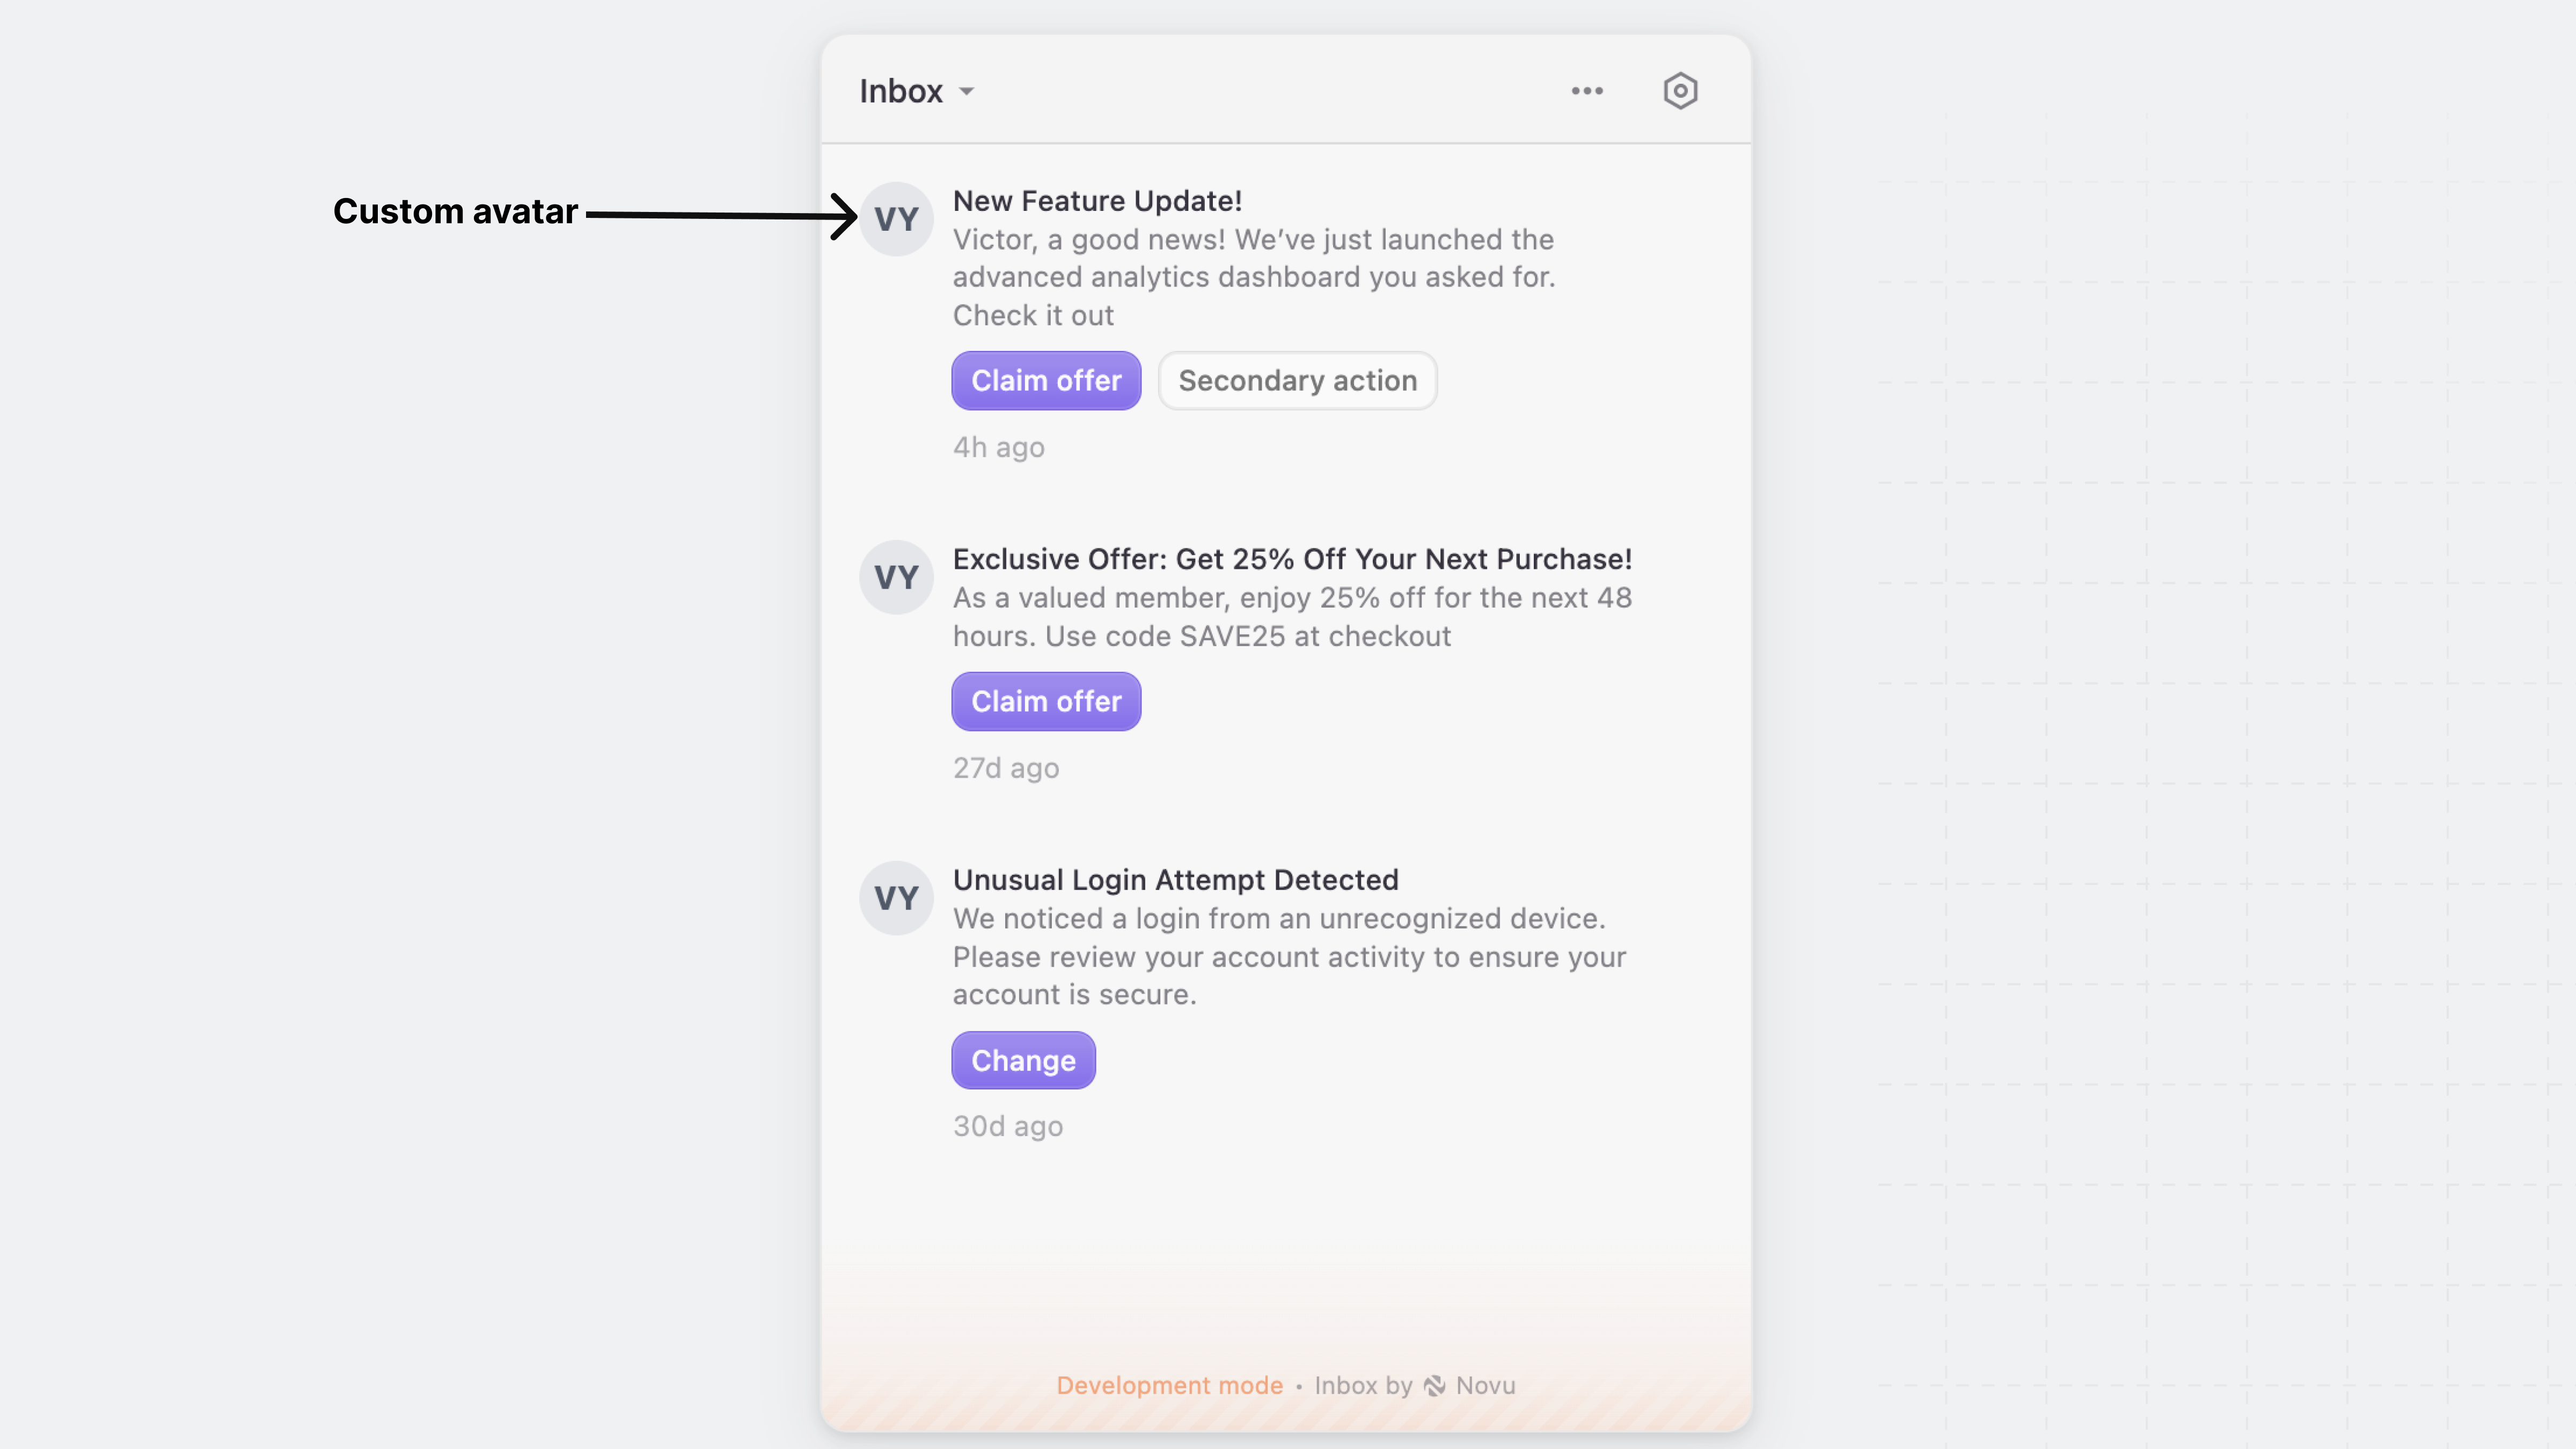 Inbox
Custom avatar
VY
New Feature Update!
Victor, a good news! We’ve just launched the
advanced analytics dashboard you asked for.
Check it out
Claim offer
Secondary action
4h ago
VY
Exclusive Offer: Get 25% Off Your Next Purchase!
As a valued member, enjoy 25% off for the next 48
hours. Use code SAVE25 at checkout
Claim offer
27d ago
VY
Unusual Login Attempt Detected
We noticed a login from an unrecognized device.
Please review your account activity to ensure your
account is secure.
Change
30d ago
Development mode • Inbox by Novu